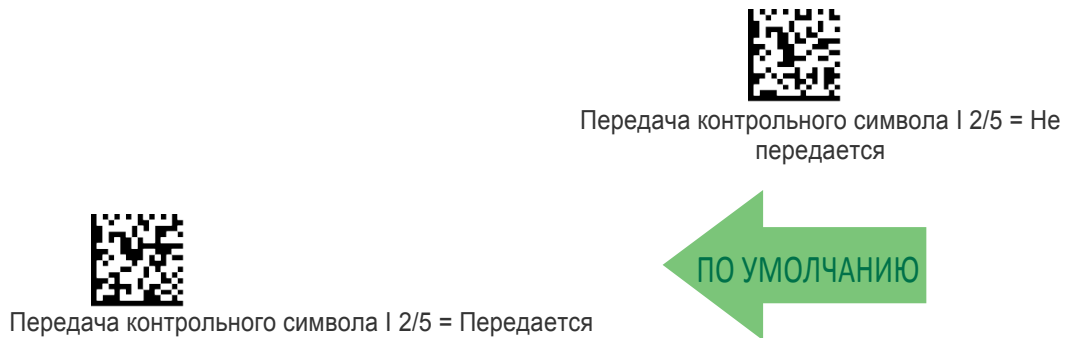 Передача контрольного символа I 2/5 = Не
передается
ПО УМОЛЧАНИЮ
Передача контрольного символа I 2/5 = Передается